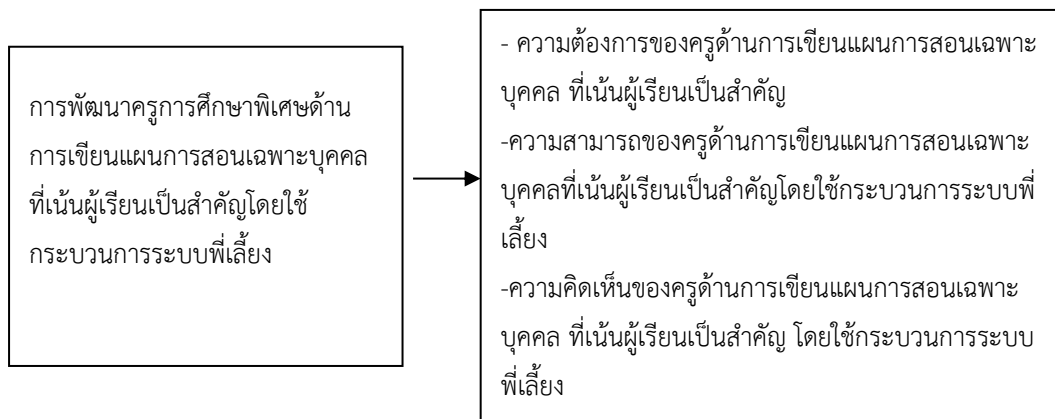 การพัฒนาครูการศึกษาพิเศษด้าน
การเขียนแผนการสอนเฉพาะบุคคล
ที่เน้นผู้เรียนเป็นสำคัญโดยใช้
กระบวนการระบบพี่เลี้ยง
- ความต้องการของครูด้านการเขียนแผนการสอนเฉพาะ
บุคคล ที่เน้นผู้เรียนเป็นสำคัญ
-ความสามารถของครูด้านการเขียนแผนการสอนเฉพาะ
บุคคลที่เน้นผู้เรียนเป็นสำคัญโดยใช้กระบวนการระบบพี่
เลี้ยง
-ความคิดเห็นของครูด้านการเขียนแผนการสอนเฉพาะ
บุคคล ที่เน้นผู้เรียนเป็นสำคัญ โดยใช้กระบวนการระบบ
พี่เลี้ยง